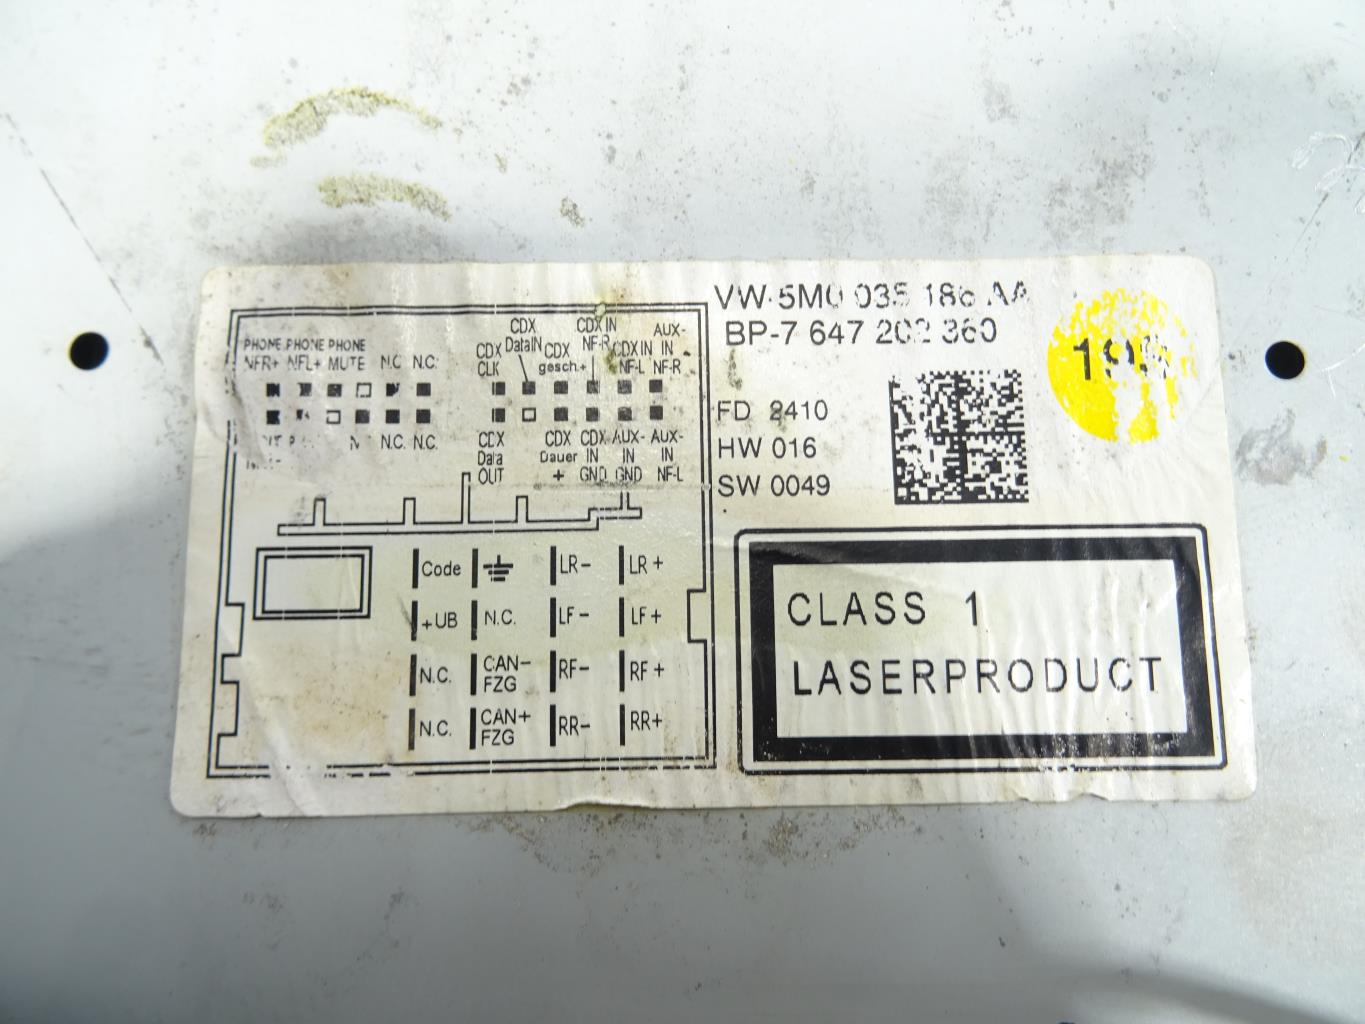 VW-5M0 035 186 AA
BP-7 647 202 360
FD 2410
HW 016
SW 0049
CLASS 1
LASERPRODUCT
PHONE PHONE PHONE
NFR+ NFL+ MUTE N.C. N.C.
CDX CLK
CDX DataIN
CDX gesch.+
CDX IN NF-R
CDX IN NF-L
AUX-IN NF-R
N.C. N.C.
CDX Data OUT
CDX Dauer +
CDX IN GND
AUX-IN GND
AUX-IN NF-L
Code LR- LR+
+UB N.C. LF- LF+
N.C. CAN- FZG RF- RF+
N.C. CAN+ FZG RR- RR+